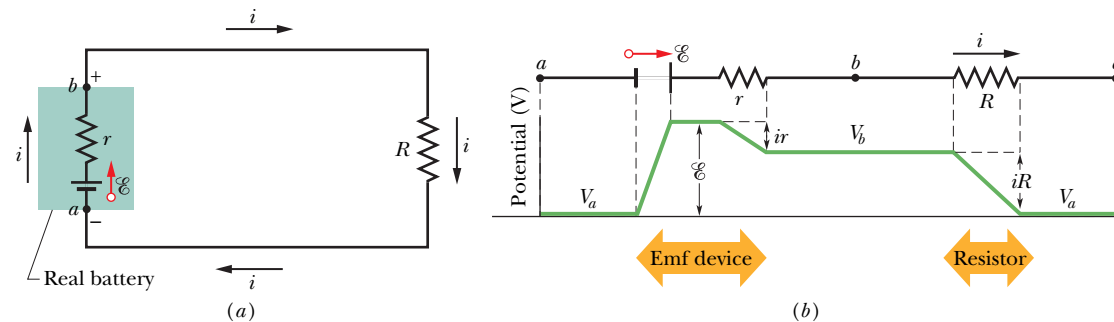 i
b
+
r
i
ℰ
a
−
R
i
Real battery
i
(a)
Potential (V)
a
ℰ
r
b
i
R
ir
ℰ
V_b
iR
V_a
V_a
Emf device
Resistor
(b)